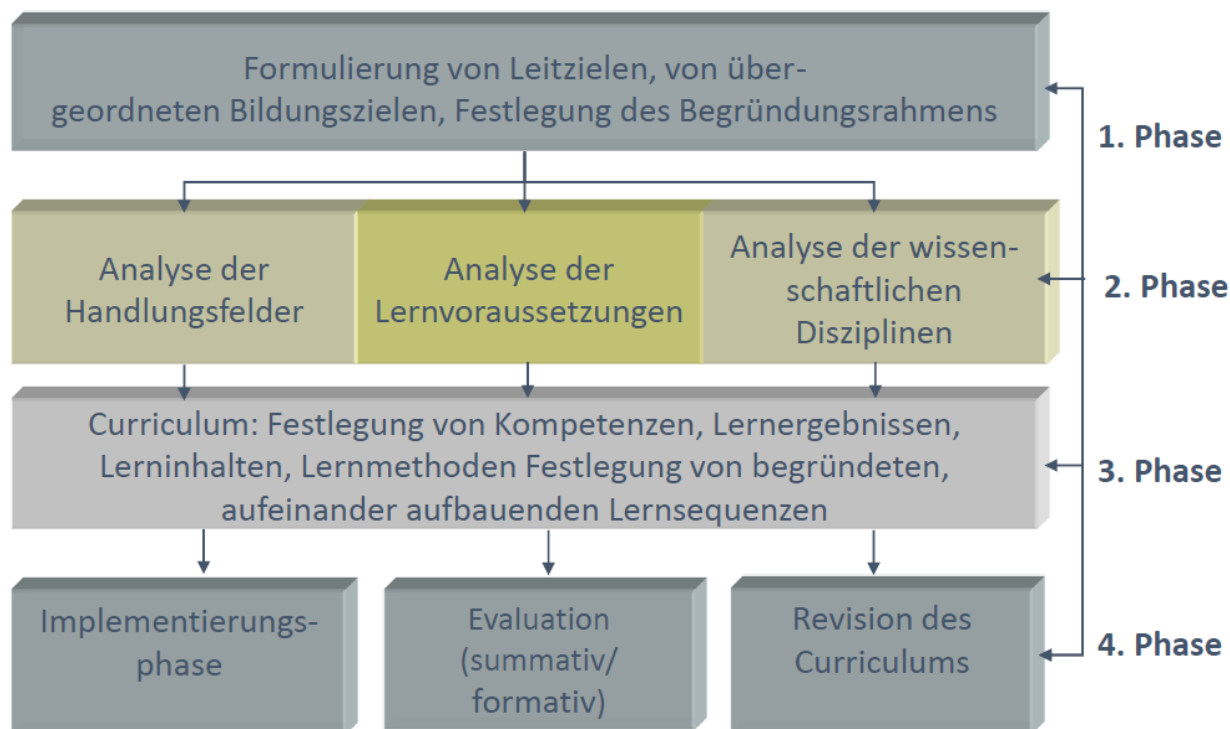 Formulierung von Leitzielen, von über-
geordneten Bildungszielen, Festlegung des Begründungsrahmens
1. Phase
Analyse der
Handlungsfelder
Analyse der
Lernvoraussetzungen
Analyse der wissen-
schaftlichen
Disziplinen
2. Phase
Curriculum: Festlegung von Kompetenzen, Lernergebnissen,
Lerninhalten, Lernmethoden Festlegung von begründeten,
aufeinander aufbauenden Lernsequenzen
3. Phase
Implementierungs-
phase
Evaluation
(summativ/
formativ)
Revision des
Curriculums
4. Phase